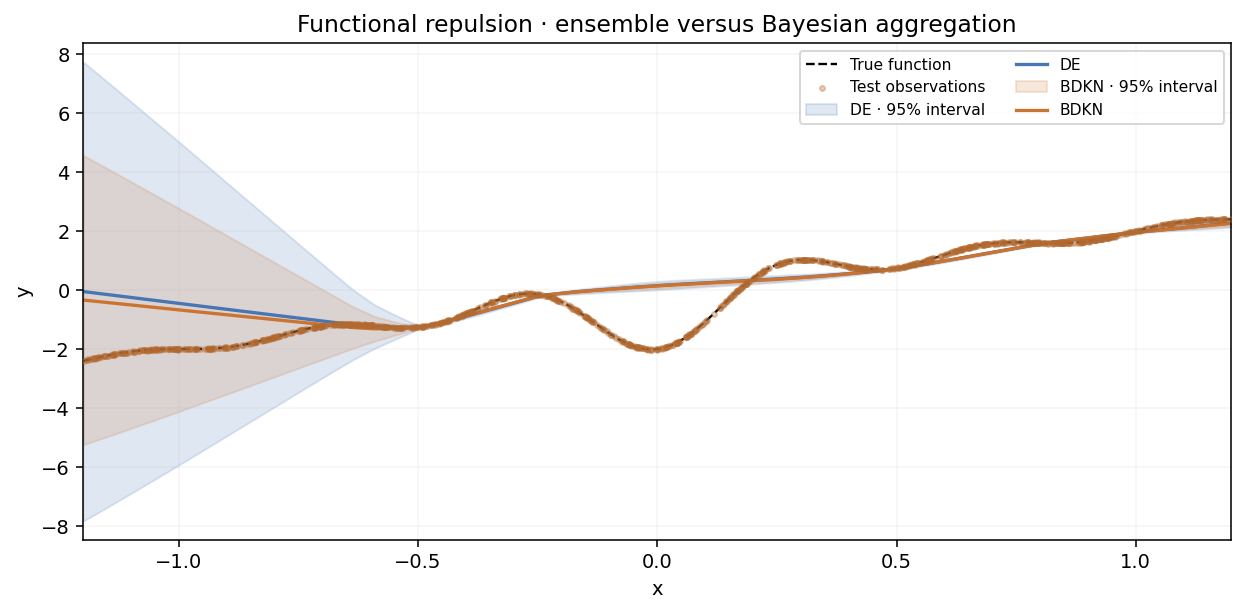 Functional repulsion · ensemble versus Bayesian aggregation
True function
Test observations
DE · 95% interval
DE
BDKN · 95% interval
BDKN
8
6
4
2
0
−2
−4
−6
−8
y
−1.0
−0.5
0.0
0.5
1.0
x